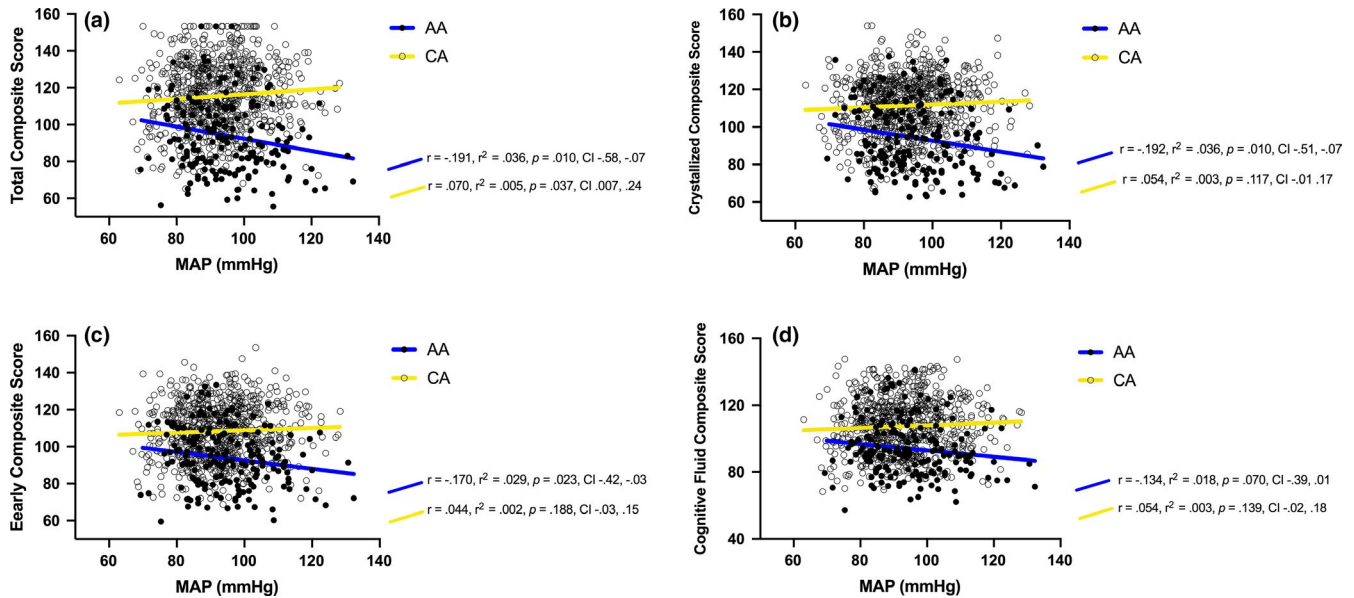 (a)
AA
CA
Total Composite Score
160
140
120
100
80
60
r = -.191, r² = .036, p = .010, CI -.58, -.07
r = .070, r² = .005, p = .037, CI .007, .24
60 80 100 120 140
MAP (mmHg)
(b)
AA
CA
Crystalized Composite Score
160
140
120
100
80
60
r = -.192, r² = .036, p = .010, CI -.51, -.07
r = .054, r² = .003, p = .117, CI -.01 .17
60 80 100 120 140
MAP (mmHg)
(c)
AA
CA
Eearly Composite Score
160
140
120
100
80
60
r = -.170, r² = .029, p = .023, CI -.42, -.03
r = .044, r² = .002, p = .188, CI -.03, .15
60 80 100 120 140
MAP (mmHg)
(d)
AA
CA
Cognitive Fluid Composite Score
160
120
80
40
r = -.134, r² = .018, p = .070, CI -.39, .01
r = .054, r² = .003, p = .139, CI -.02, .18
60 80 100 120 140
MAP (mmHg)